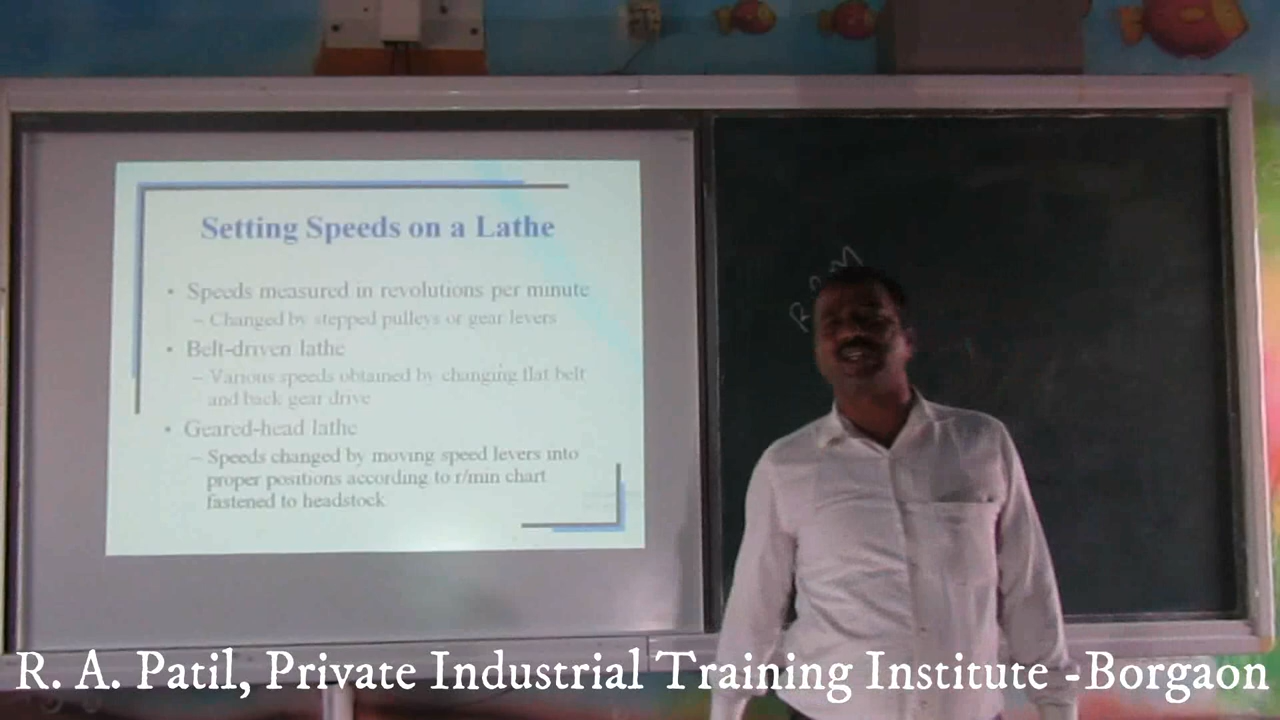 Setting Speeds on a Lathe
• Speeds measured in revolutions per minute
– Changed by stepped pulleys or gear levers
• Belt-driven lathe
– Various speeds obtained by changing flat belt
and back gear drive
• Geared-head lathe
– Speeds changed by moving speed levers into
proper positions according to r/min chart
fastened to headstock
R. A. Patil, Private Industrial Training Institute -Borgaon